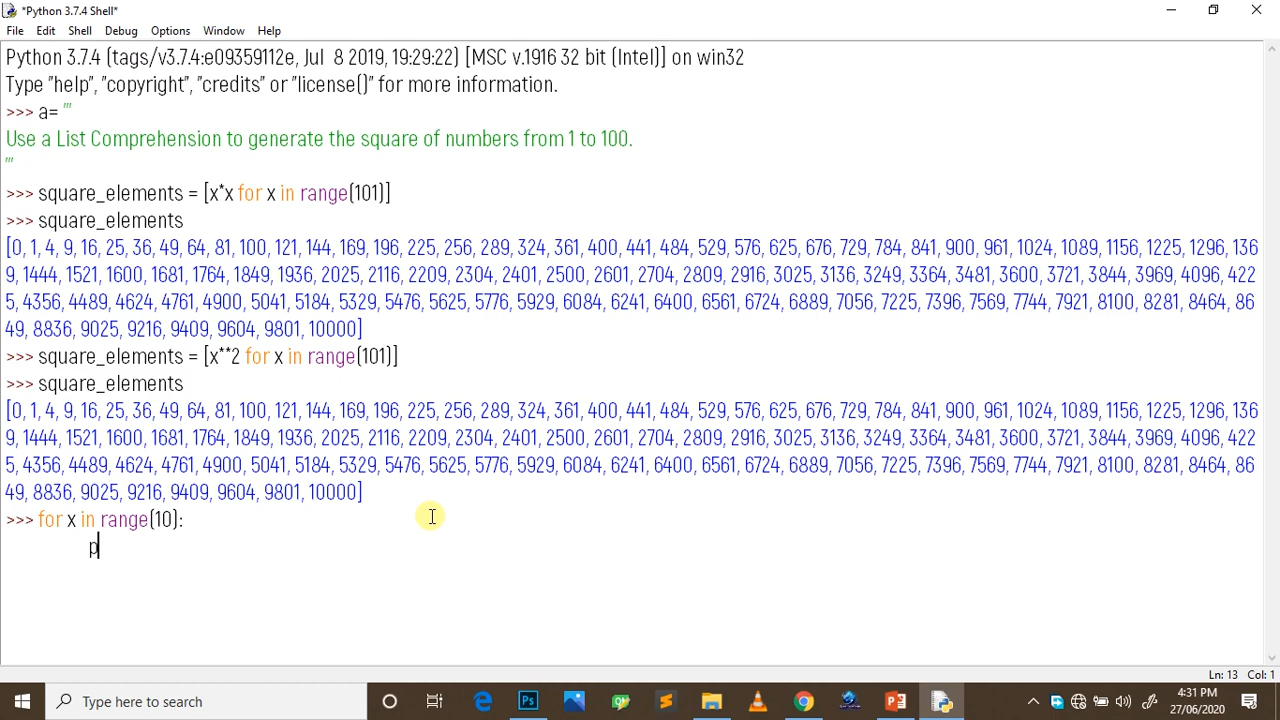 *Python 3.7.4 Shell*
File Edit Shell Debug Options Window Help
Python 3.7.4 (tags/v3.7.4:e09359112e, Jul 8 2019, 19:29:22) [MSC v.1916 32 bit (Intel)] on win32
Type "help", "copyright", "credits" or "license()" for more information.
>>> a= '''
Use a List Comprehension to generate the square of numbers from 1 to 100.
'''
>>> square_elements = [x*x for x in range(101)]
>>> square_elements
[0, 1, 4, 9, 16, 25, 36, 49, 64, 81, 100, 121, 144, 169, 196, 225, 256, 289, 324, 361, 400, 441, 484, 529, 576, 625, 676, 729, 784, 841, 900, 961, 1024, 1089, 1156, 1225, 1296, 136
9, 1444, 1521, 1600, 1681, 1764, 1849, 1936, 2025, 2116, 2209, 2304, 2401, 2500, 2601, 2704, 2809, 2916, 3025, 3136, 3249, 3364, 3481, 3600, 3721, 3844, 3969, 4096, 422
5, 4356, 4489, 4624, 4761, 4900, 5041, 5184, 5329, 5476, 5625, 5776, 5929, 6084, 6241, 6400, 6561, 6724, 6889, 7056, 7225, 7396, 7569, 7744, 7921, 8100, 8281, 8464, 86
49, 8836, 9025, 9216, 9409, 9604, 9801, 10000]
>>> square_elements = [x**2 for x in range(101)]
>>> square_elements
[0, 1, 4, 9, 16, 25, 36, 49, 64, 81, 100, 121, 144, 169, 196, 225, 256, 289, 324, 361, 400, 441, 484, 529, 576, 625, 676, 729, 784, 841, 900, 961, 1024, 1089, 1156, 1225, 1296, 136
9, 1444, 1521, 1600, 1681, 1764, 1849, 1936, 2025, 2116, 2209, 2304, 2401, 2500, 2601, 2704, 2809, 2916, 3025, 3136, 3249, 3364, 3481, 3600, 3721, 3844, 3969, 4096, 422
5, 4356, 4489, 4624, 4761, 4900, 5041, 5184, 5329, 5476, 5625, 5776, 5929, 6084, 6241, 6400, 6561, 6724, 6889, 7056, 7225, 7396, 7569, 7744, 7921, 8100, 8281, 8464, 86
49, 8836, 9025, 9216, 9409, 9604, 9801, 10000]
>>> for x in range(10):
p
Ln: 13 Col: 1
Type here to search
Ps
4:31 PM
27/06/2020